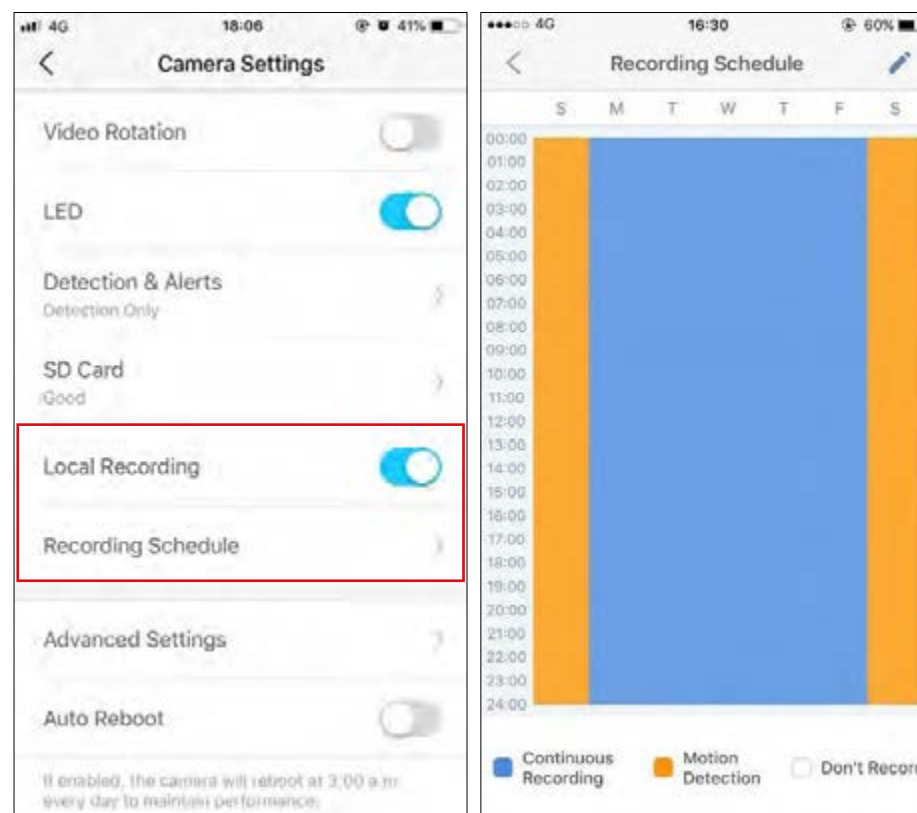 4G 18:06 41%
Camera Settings
Video Rotation
LED
Detection & Alerts
Detection Only
SD Card
Good
Local Recording
Recording Schedule
Advanced Settings
Auto Reboot
If enabled, the camera will reboot at 3:00 a.m.
every day to maintain performance.
4G 16:30 60%
Recording Schedule
S M T W T F S
00:00
01:00
02:00
03:00
04:00
05:00
06:00
07:00
08:00
09:00
10:00
11:00
12:00
13:00
14:00
15:00
16:00
17:00
18:00
19:00
20:00
21:00
22:00
23:00
24:00
Continuous
Recording
Motion
Detection
Don't Recor